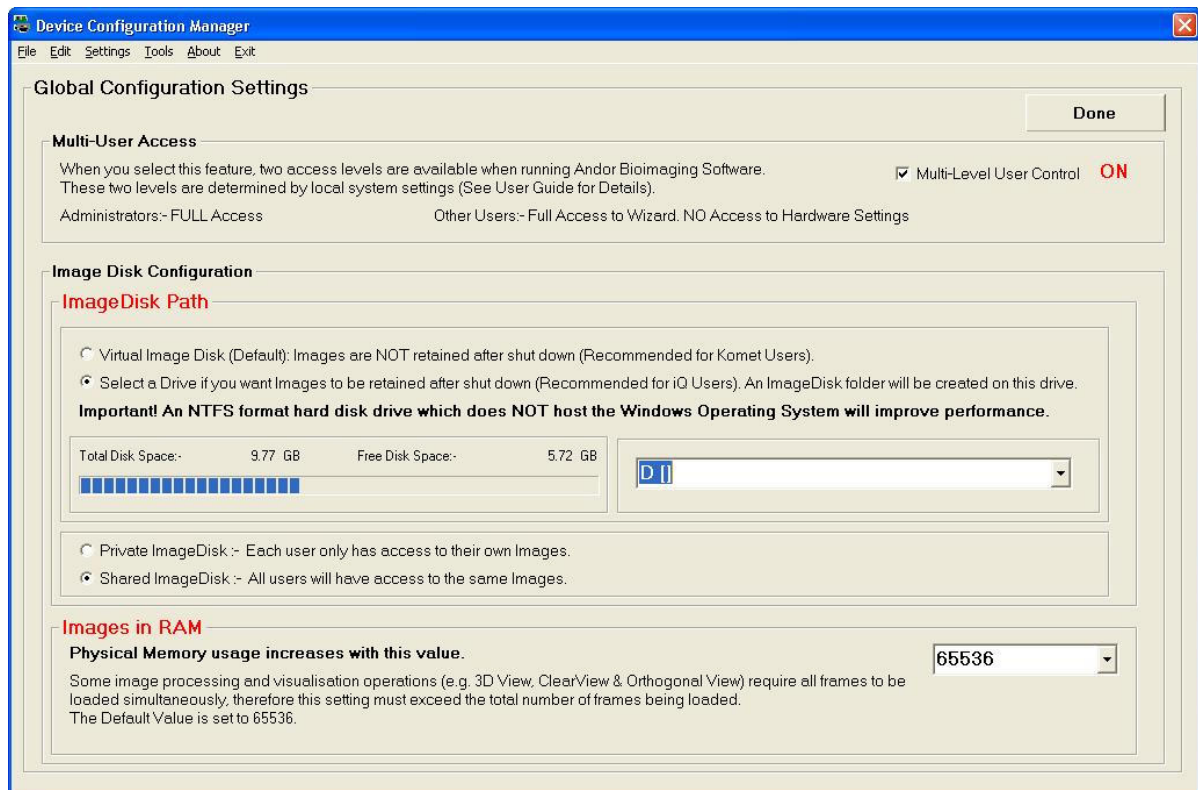 Device Configuration Manager
File Edit Settings Tools About Exit
Global Configuration Settings
Done
Multi-User Access
When you select this feature, two access levels are available when running Andor Bioimaging Software.
These two levels are determined by local system settings (See User Guide for Details).
Multi-Level User Control ON
Administrators:- FULL Access Other Users:- Full Access to Wizard. NO Access to Hardware Settings
Image Disk Configuration
ImageDisk Path
Virtual Image Disk (Default): Images are NOT retained after shut down (Recommended for Komet Users).
Select a Drive if you want Images to be retained after shut down (Recommended for iQ Users). An ImageDisk folder will be created on this drive.
Important! An NTFS format hard disk drive which does NOT host the Windows Operating System will improve performance.
Total Disk Space:- 9.77 GB Free Disk Space:- 5.72 GB
D []
Private ImageDisk :- Each user only has access to their own Images.
Shared ImageDisk :- All users will have access to the same Images.
Images in RAM
Physical Memory usage increases with this value.
65536
Some image processing and visualisation operations (e.g. 3D View, ClearView & Orthogonal View) require all frames to be
loaded simultaneously, therefore this setting must exceed the total number of frames being loaded.
The Default Value is set to 65536.